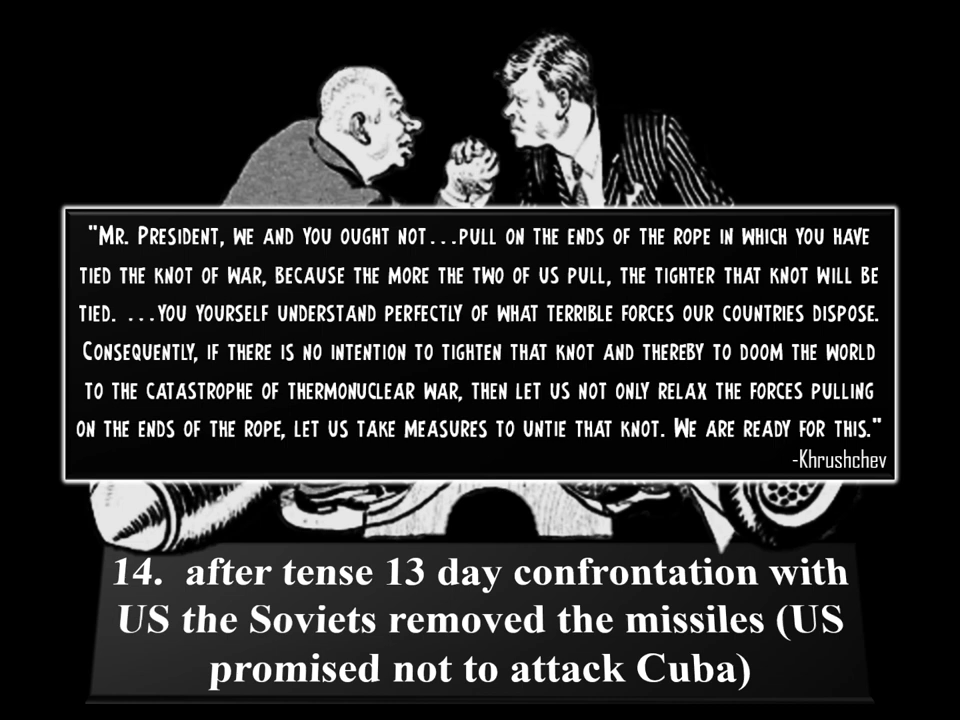 "Mr. President, we and you ought not...pull on the ends of the rope in which you have
tied the knot of war, because the more the two of us pull, the tighter that knot will be
tied. ...you yourself understand perfectly of what terrible forces our countries dispose.
Consequently, if there is no intention to tighten that knot and thereby to doom the world
to the catastrophe of thermonuclear war, then let us not only relax the forces pulling
on the ends of the rope, let us take measures to untie that knot. We are ready for this."
-Khrushchev
14. after tense 13 day confrontation with
US the Soviets removed the missiles (US
promised not to attack Cuba)